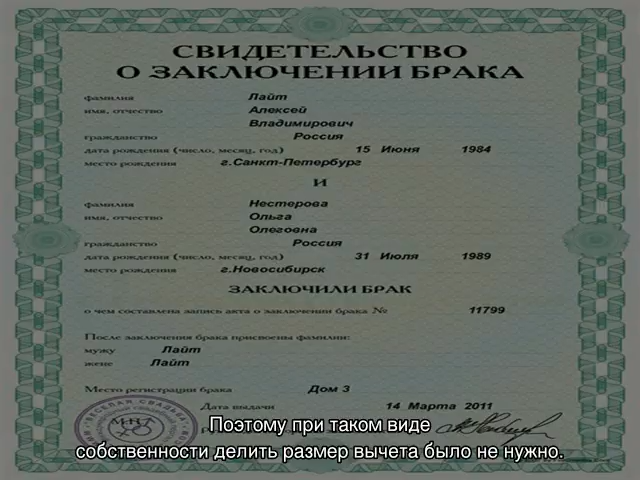 СВИДЕТЕЛЬСТВО
О ЗАКЛЮЧЕНИИ БРАКА
фамилия Лайт
имя, отчество Алексей
Владимирович
гражданство Россия
дата рождения (число, месяц, год) 15 Июня 1984
место рождения г.Санкт-Петербург
И
фамилия Нестерова
имя, отчество Ольга
Олеговна
гражданство Россия
дата рождения (число, месяц, год) 31 Июля 1989
место рождения г.Новосибирск
ЗАКЛЮЧИЛИ БРАК
о чем составлена запись акта о заключении брака № 11799
После заключения брака присвоены фамилии:
мужу Лайт
жене Лайт
Место регистрации брака Дом 3
Дата выдачи 14 Марта 2011
Поэтому при таком виде
собственности делить размер вычета было не нужно.